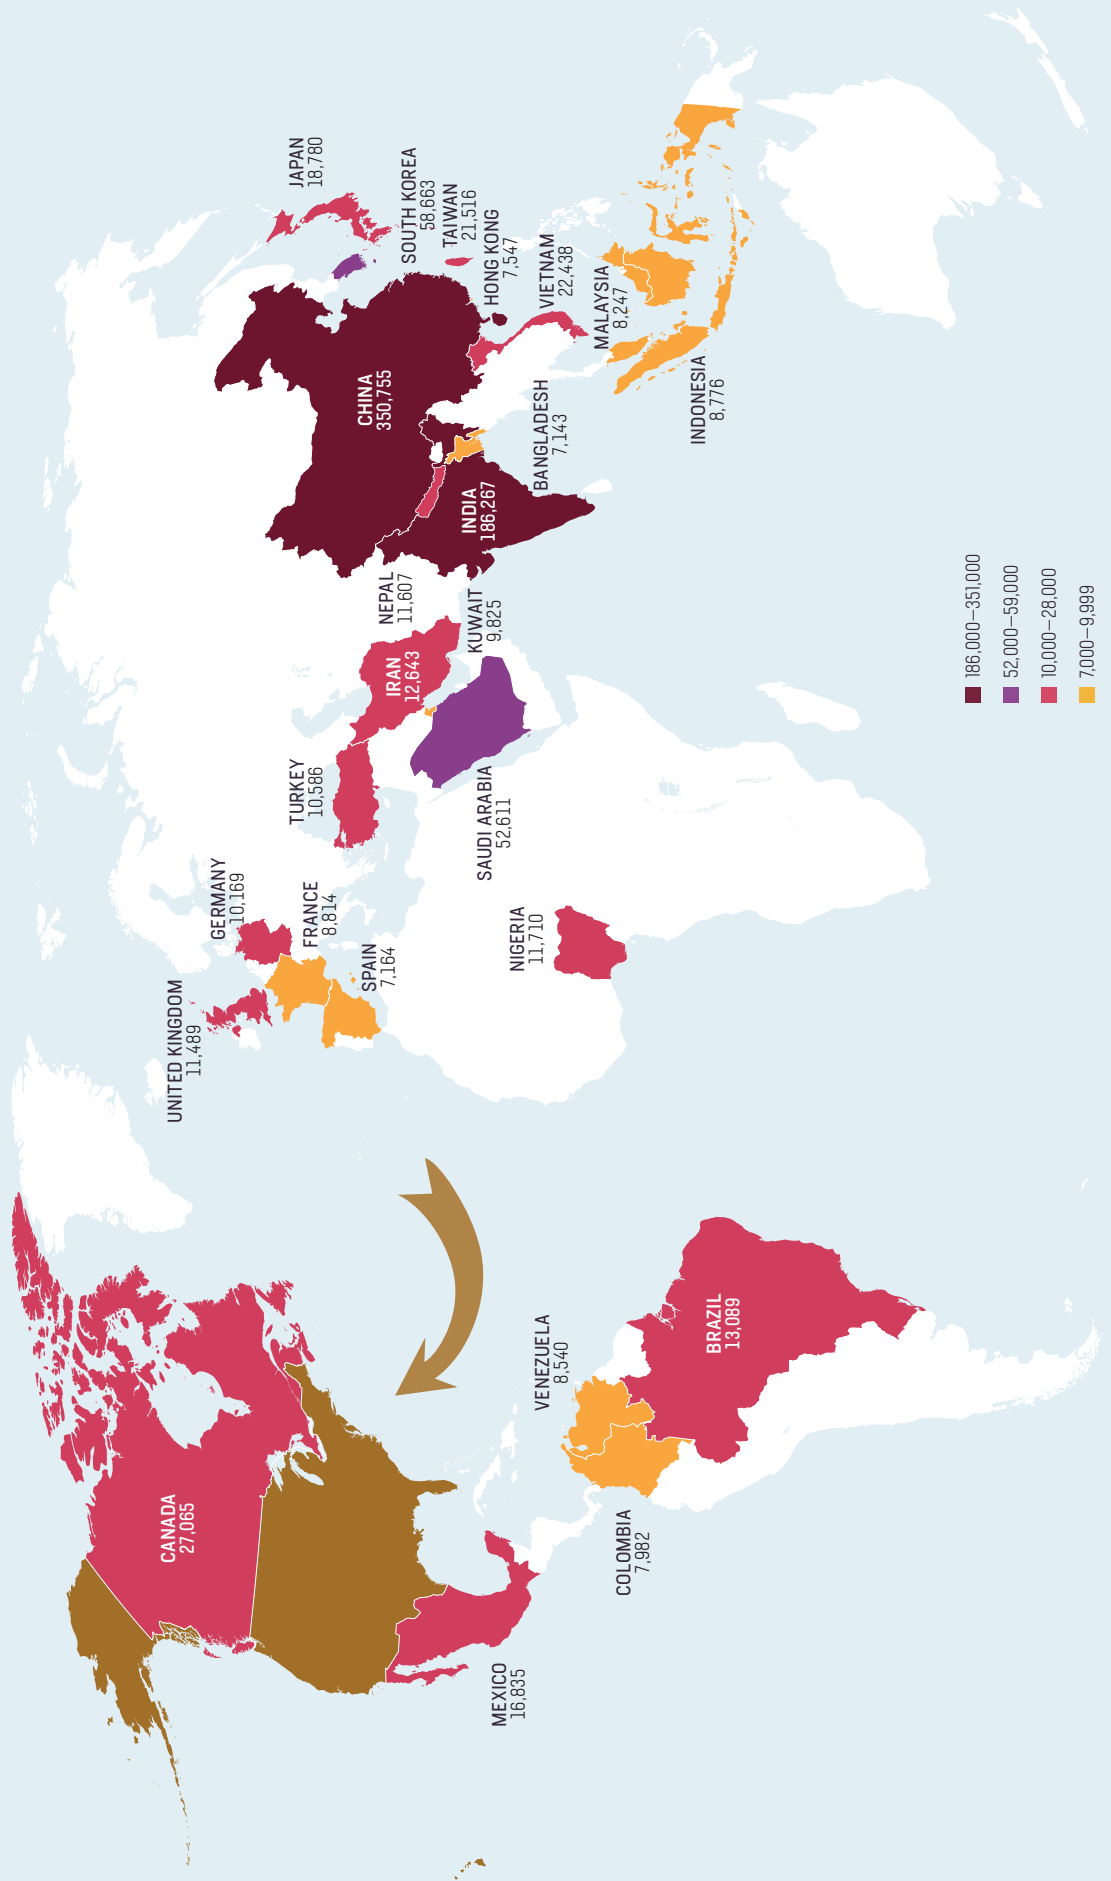 CANADA
27,065
MEXICO
16,835
COLOMBIA
7,982
VENEZUELA
8,540
BRAZIL
13,089
UNITED KINGDOM
11,489
GERMANY
10,169
FRANCE
8,814
SPAIN
7,164
NIGERIA
11,710
TURKEY
10,586
SAUDI ARABIA
52,611
IRAN
12,643
KUWAIT
9,825
NEPAL
11,607
INDIA
186,267
BANGLADESH
7,143
CHINA
350,755
JAPAN
18,780
SOUTH KOREA
58,663
TAIWAN
21,516
HONG KONG
7,547
VIETNAM
22,438
MALAYSIA
8,247
INDONESIA
8,776
186,000–351,000
52,000–59,000
10,000–28,000
7,000–9,999